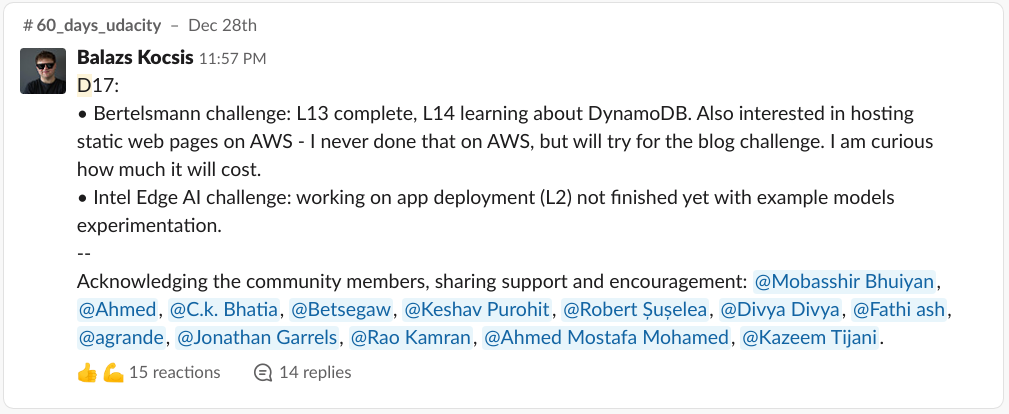 # 60_days_udacity – Dec 28th
Balazs Kocsis 11:57 PM
D17:
• Bertelsmann challenge: L13 complete, L14 learning about DynamoDB. Also interested in hosting
static web pages on AWS - I never done that on AWS, but will try for the blog challenge. I am curious
how much it will cost.
• Intel Edge AI challenge: working on app deployment (L2) not finished yet with example models
experimentation.
--
Acknowledging the community members, sharing support and encouragement: @Mobasshir Bhuiyan,
@Ahmed, @C.k. Bhatia, @Betsegaw, @Keshav Purohit, @Robert Șușelea, @Divya Divya, @Fathi ash,
@agrande, @Jonathan Garrels, @Rao Kamran, @Ahmed Mostafa Mohamed, @Kazeem Tijani.
15 reactions 14 replies